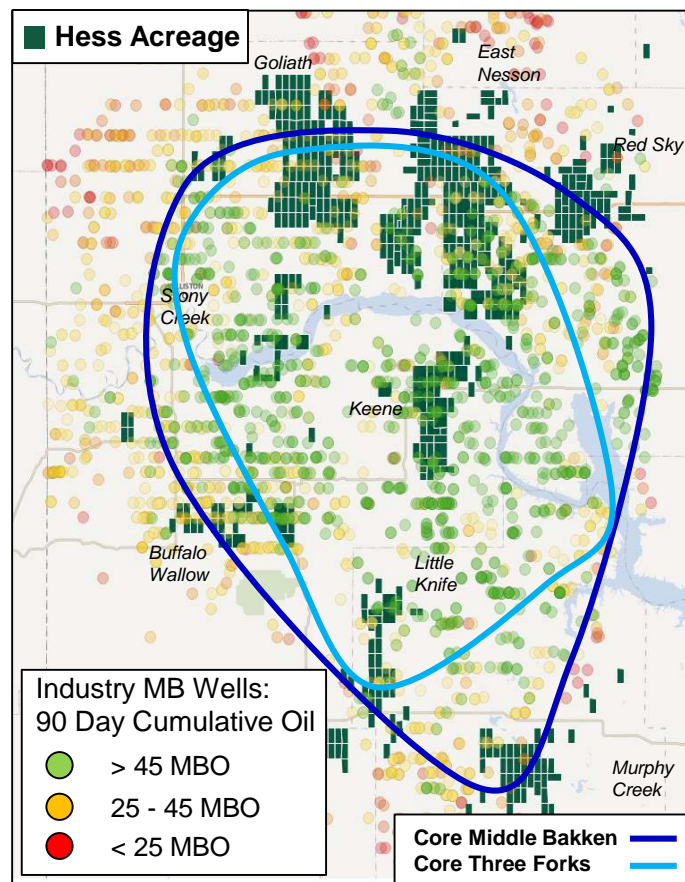 Hess Acreage
Goliath
East
Nesson
Red Sky
Stony
Creek
Keene
Buffalo
Wallow
Little
Knife
Industry MB Wells:
90 Day Cumulative Oil
> 45 MBO
25 - 45 MBO
< 25 MBO
Murphy
Creek
Core Middle Bakken
Core Three Forks